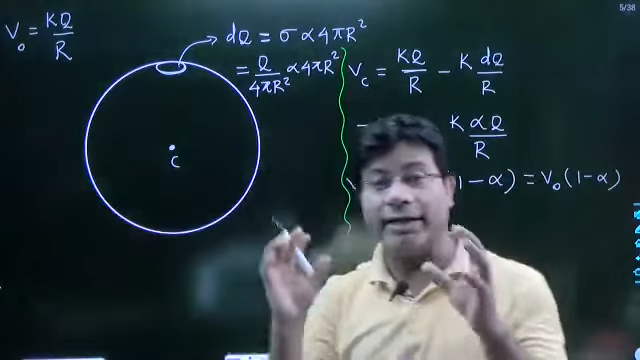 5/38
V₀ = KQ/R
dQ = σ α 4πR²
= Q/4πR² α 4πR²
C
V_C = KQ/R − K dQ/R
K αQ/R
(1−α) = V₀(1−α)